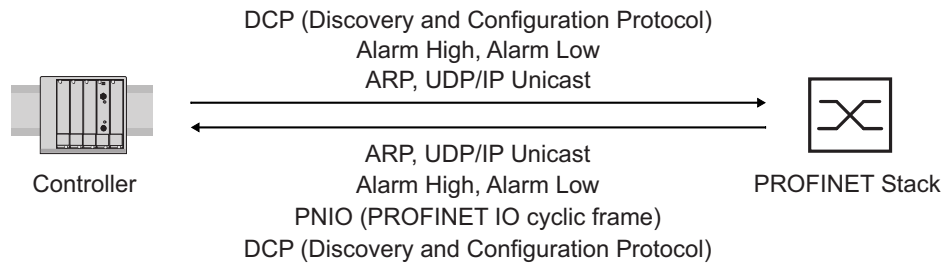 DCP (Discovery and Configuration Protocol)
Alarm High, Alarm Low
ARP, UDP/IP Unicast
Controller
PROFINET Stack
ARP, UDP/IP Unicast
Alarm High, Alarm Low
PNIO (PROFINET IO cyclic frame)
DCP (Discovery and Configuration Protocol)